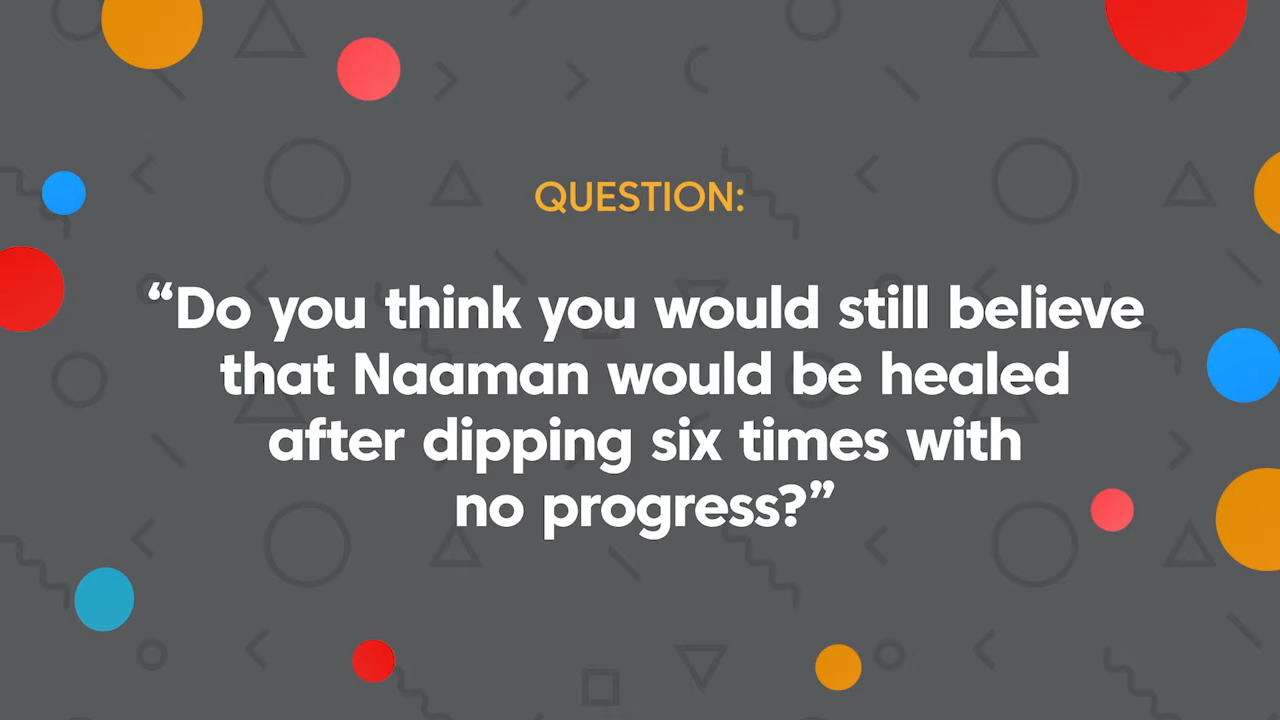 QUESTION:
“Do you think you would still believe
that Naaman would be healed
after dipping six times with
no progress?”